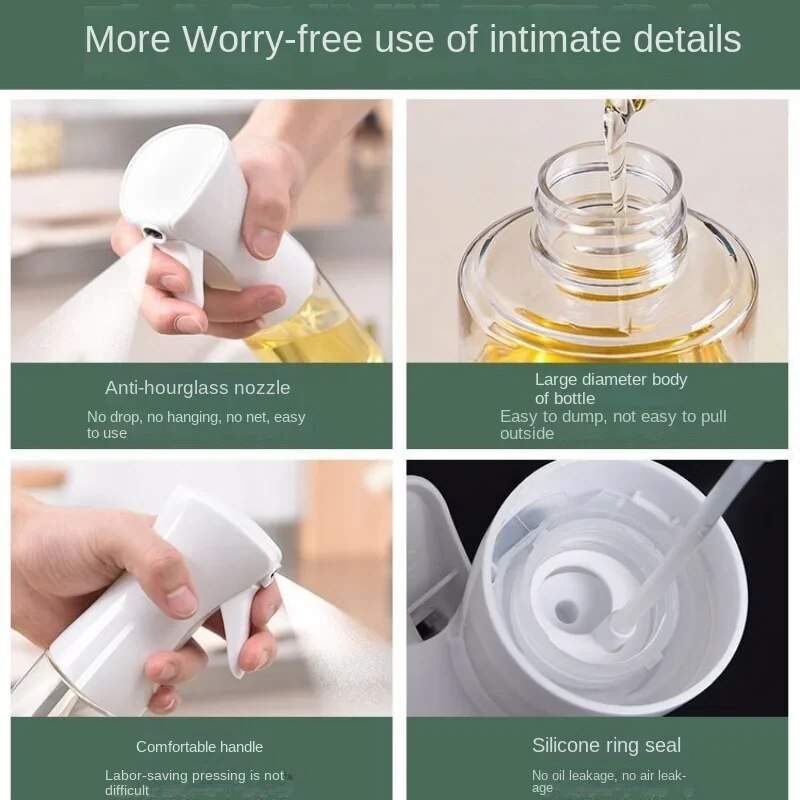 More Worry-free use of intimate details
Anti-hourglass nozzle
No drop, no hanging, no net, easy
to use
Large diameter body
of bottle
Easy to dump, not easy to pull
outside
Comfortable handle
Labor-saving pressing is not
difficult
Silicone ring seal
No oil leakage, no air leak-
age